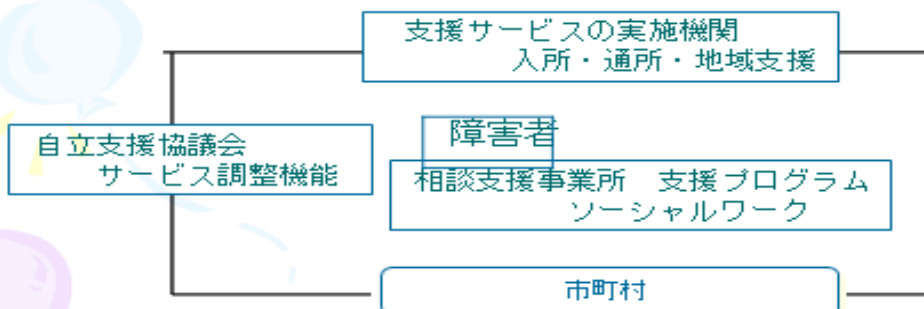 支援サービスの実施機関
入所・通所・地域支援
自立支援協議会
サービス調整機能
障害者
相談支援事業所　支援プログラム
ソーシャルワーク
市町村